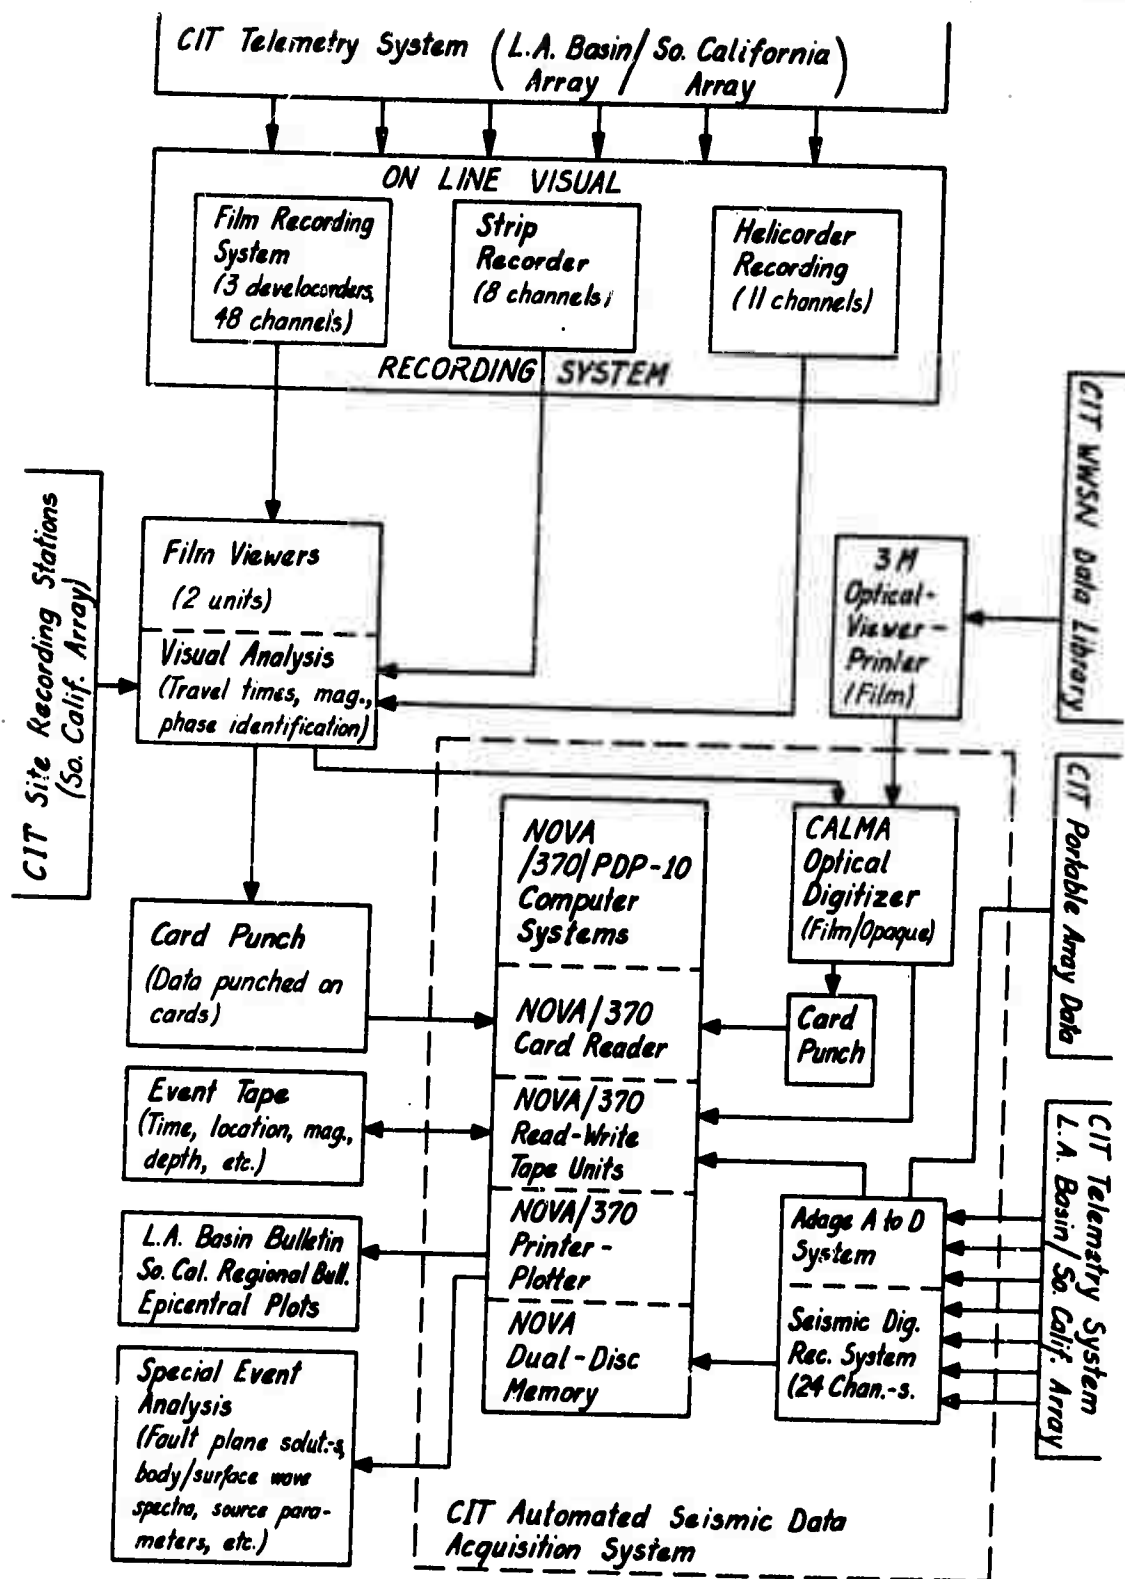 CIT Telemetry System (L.A. Basin/ So. California)
Array / Array
ON LINE VISUAL
Film Recording
System
(3 develocorders,
48 channels)
Strip
Recorder
(8 channels)
Helicorder
Recording
(11 channels)
RECORDING SYSTEM
CIT Site Recording Stations
(So. Calif. Array)
Film Viewers
(2 units)
Visual Analysis
(Travel times, mag.,
phase identification)
3 M
Optical-
Viewer-
Printer
(Film)
CIT WWSN Data Library
CIT Portable Array Data
NOVA
/370/PDP-10
Computer
Systems
NOVA/370
Card Reader
NOVA/370
Read-Write
Tape Units
NOVA/370
Printer-
Plotter
NOVA
Dual-Disc
Memory
CALMA
Optical
Digitizer
(Film/Opaque)
Card
Punch
Card Punch
(Data punched on
cards)
Event Tape
(Time, location, mag.,
depth, etc.)
L.A. Basin Bulletin
So. Cal. Regional Bull.
Epicentral Plots
Special Event
Analysis
(Fault plane solut.-s,
body/surface wave
spectra, source para-
meters, etc.)
Adage A to D
System
Seismic Dig.
Rec. System
(24 Chan.-s.
CIT Telemetry System
L.A. Basin/So. Calif. Array
CIT Automated Seismic Data
Acquisition System